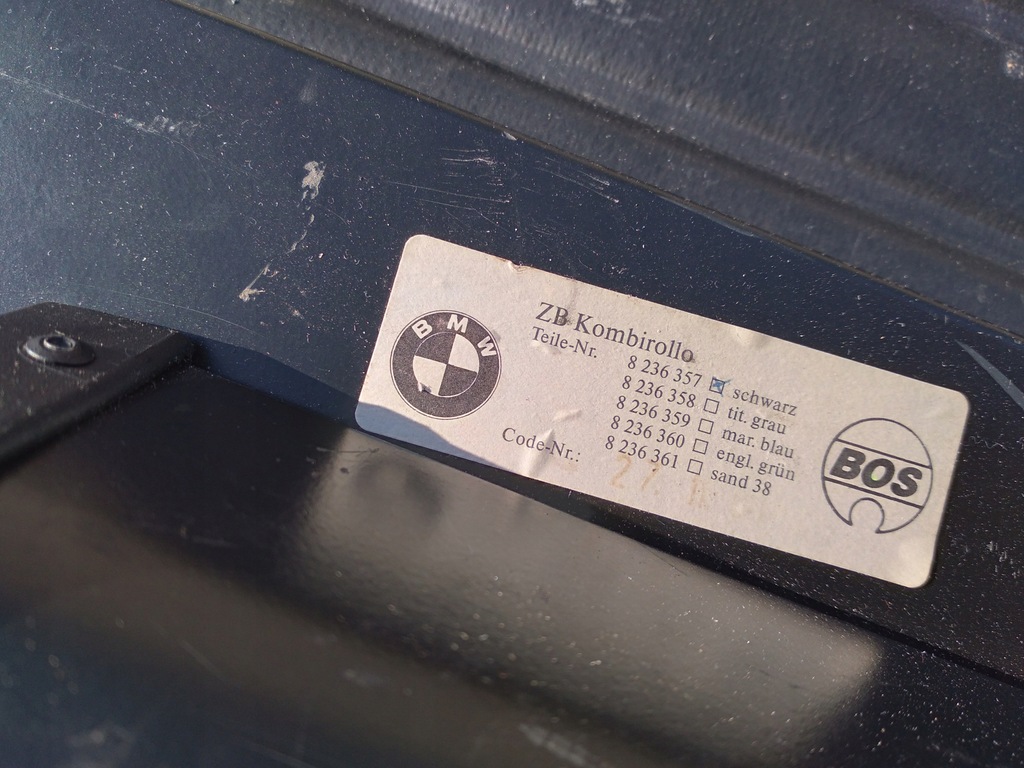 BMW
ZB Kombirollo
Teile-Nr.
8 236 357 schwarz
8 236 358 tit. grau
8 236 359 mar. blau
8 236 360 engl. grün
8 236 361 sand 38
Code-Nr.:
BOS